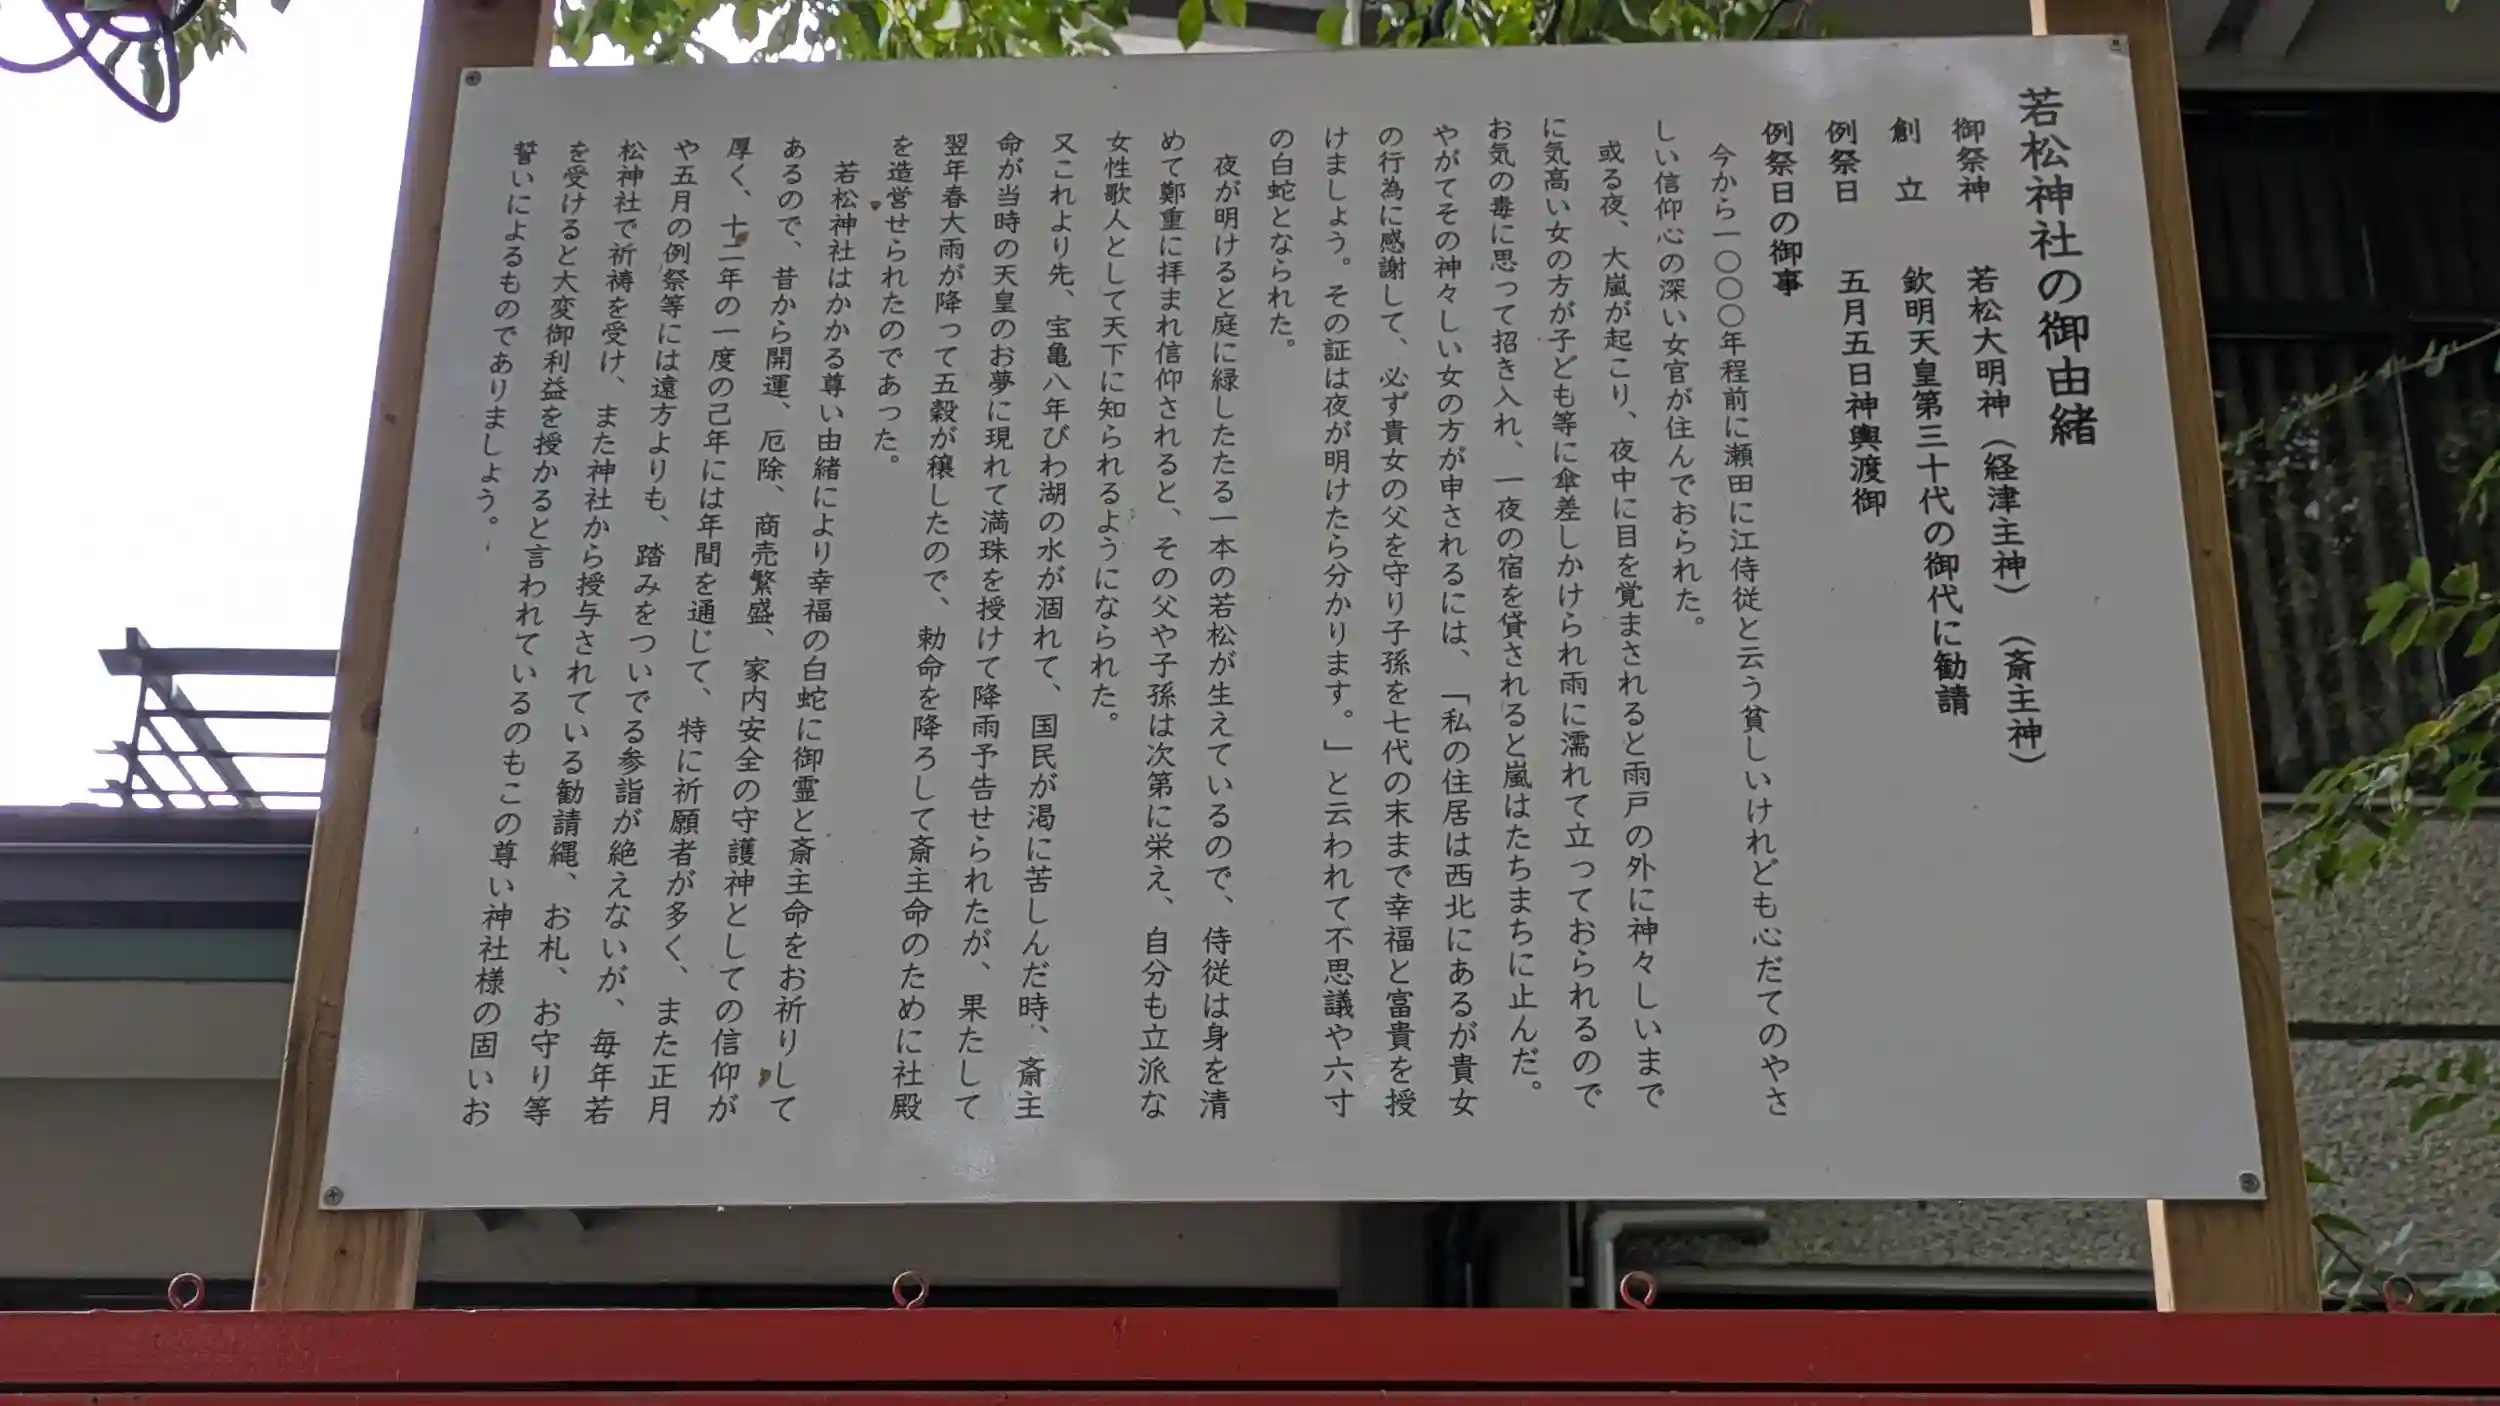 若松神社の御由緒
御祭神　若松大明神（経津主神）（斎主神）
創　立　欽明天皇第三十代の御代に勧請
例祭日　五月五日神輿渡御
例祭日の御事
今から一〇〇〇年程前に瀬田に江侍従と云う貧しいけれども心だてのやさ
しい信仰心の深い女官が住んでおられた。
或る夜、大嵐が起こり、夜中に目を覚まされると雨戸の外に神々しいまで
に気高い女の方が子ども等に傘差しかけられ雨に濡れて立っておられるので
お気の毒に思って招き入れ、一夜の宿を貸されると嵐はたちまちに止んだ。
やがてその神々しい女の方が申されるには、「私の住居は西北にあるが貴女
の行為に感謝して、必ず貴女の父を守り子孫を七代の末まで幸福と富貴を授
けましよう。その証は夜が明けたら分かります。」と云われて不思議や六寸
の白蛇となられた。
夜が明けると庭に緑したたる一本の若松が生えているので、侍従は身を清
めて鄭重に拝まれ信仰されると、その父や子孫は次第に栄え、自分も立派な
女性歌人として天下に知られるようになられた。
又これより先、宝亀八年びわ湖の水が涸れて、国民が渇に苦しんだ時、斎主
命が当時の天皇のお夢に現れて満珠を授けて降雨予告せられたが、果たして
翌年春大雨が降って五穀が穣したので、勅命を降ろして斎主命のために社殿
を造営せられたのであった。
若松神社はかかる尊い由緒により幸福の白蛇に御霊と斎主命をお祈りして
あるので、昔から開運、厄除、商売繁盛、家内安全の守護神としての信仰が
厚く、十二年の一度の己年には年間を通じて、特に祈願者が多く、また正月
や五月の例祭等には遠方よりも、踏みをついでる参詣が絶えないが、毎年若
松神社で祈祷を受け、また神社から授与されている勧請縄、お札、お守り等
を受けると大変御利益を授かると言われているのもこの尊い神社様の固いお
誓いによるものでありましよう。